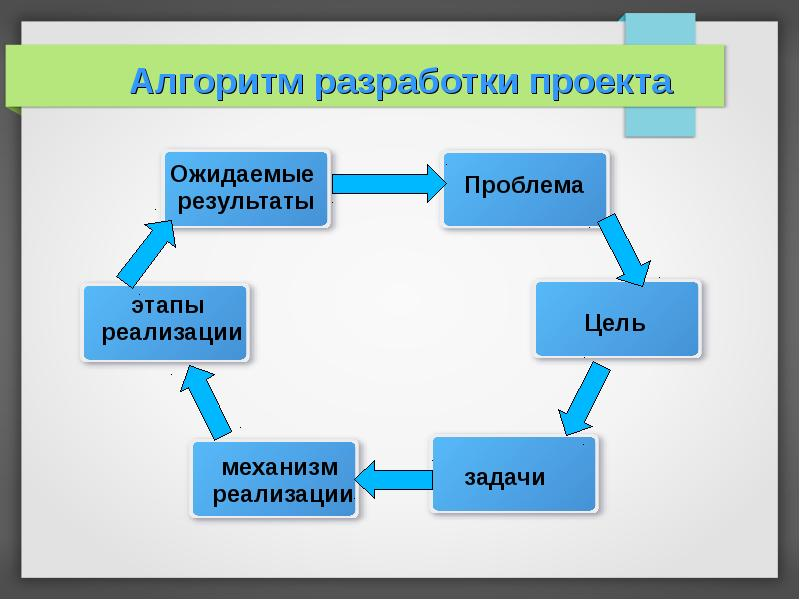 Алгоритм разработки проекта
Ожидаемые
результаты
Проблема
этапы
реализации
Цель
механизм
реализации
задачи